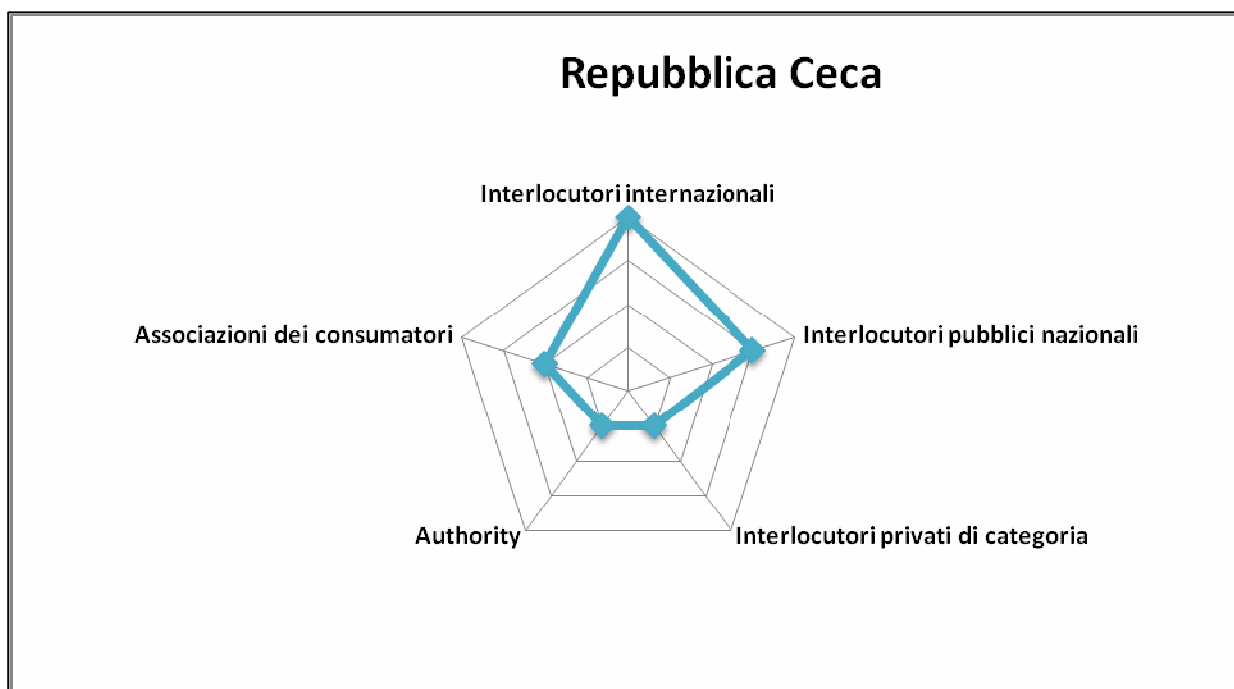 Repubblica Ceca
Interlocutori internazionali
Associazioni dei consumatori
Interlocutori pubblici nazionali
Authority
Interlocutori privati di categoria